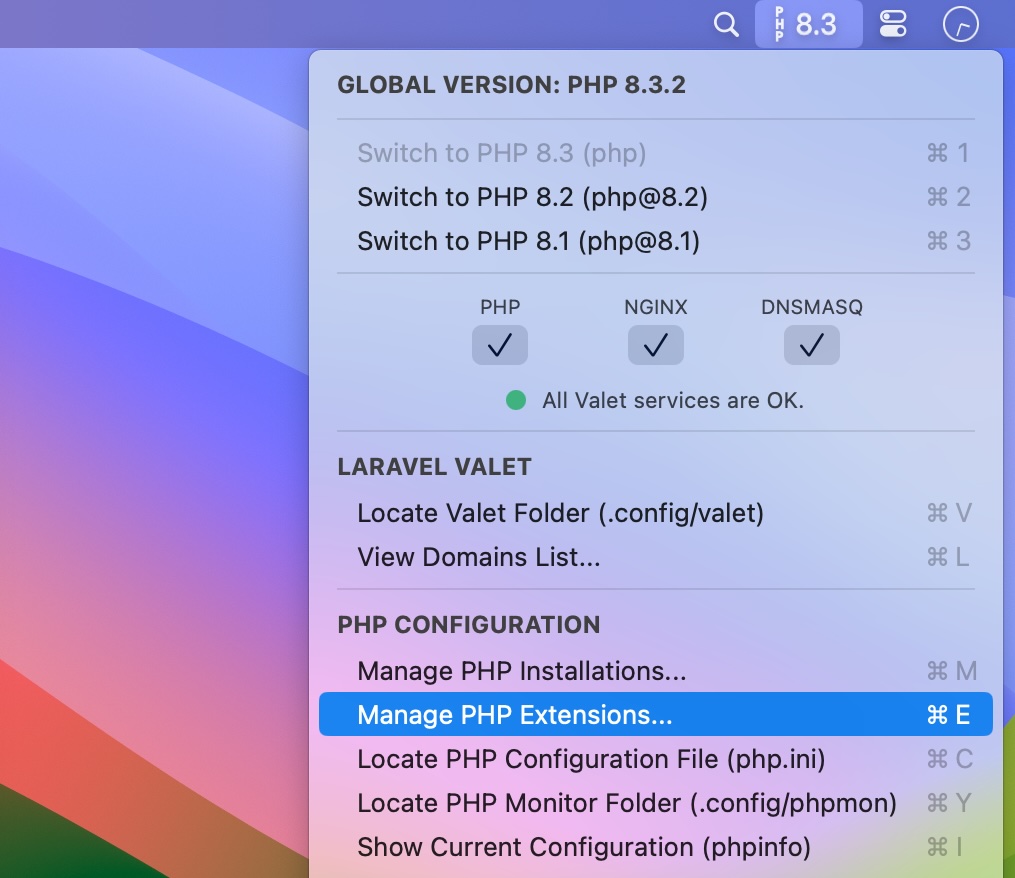 PHP 8.3
GLOBAL VERSION: PHP 8.3.2
Switch to PHP 8.3 (php) ⌘ 1
Switch to PHP 8.2 (php@8.2) ⌘ 2
Switch to PHP 8.1 (php@8.1) ⌘ 3
PHP NGINX DNSMASQ
All Valet services are OK.
LARAVEL VALET
Locate Valet Folder (.config/valet) ⌘ V
View Domains List... ⌘ L
PHP CONFIGURATION
Manage PHP Installations... ⌘ M
Manage PHP Extensions... ⌘ E
Locate PHP Configuration File (php.ini) ⌘ C
Locate PHP Monitor Folder (.config/phpmon) ⌘ Y
Show Current Configuration (phpinfo) ⌘ I